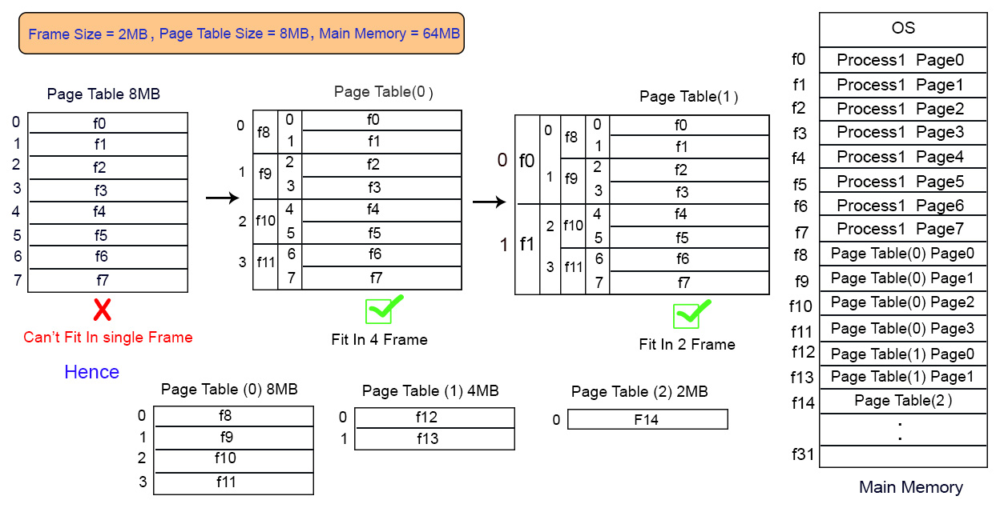 Frame Size = 2MB , Page Table Size = 8MB, Main Memory = 64MB
Page Table 8MB
0 f0
1 f1
2 f2
3 f3
4 f4
5 f5
6 f6
7 f7
Can't Fit In single Frame
Hence
Page Table(0 )
0 f8 0 f0
1 f1
1 f9 2 f2
3 f3
2 f10 4 f4
5 f5
3 f11 6 f6
7 f7
Fit In 4 Frame
Page Table(1 )
0 f0 0 f8 0 f0
1 f1
1 f9 2 f2
3 f3
1 f1 2 f10 4 f4
5 f5
3 f11 6 f6
7 f7
Fit In 2 Frame
Page Table (0) 8MB
0 f8
1 f9
2 f10
3 f11
Page Table (1) 4MB
0 f12
1 f13
Page Table (2) 2MB
0 F14
OS
f0 Process1 Page0
f1 Process1 Page1
f2 Process1 Page2
f3 Process1 Page3
f4 Process1 Page4
f5 Process1 Page5
f6 Process1 Page6
f7 Process1 Page7
f8 Page Table(0) Page0
f9 Page Table(0) Page1
f10 Page Table(0) Page2
f11 Page Table(0) Page3
f12 Page Table(1) Page0
f13 Page Table(1) Page1
f14 Page Table(2 )
.
.
f31
Main Memory